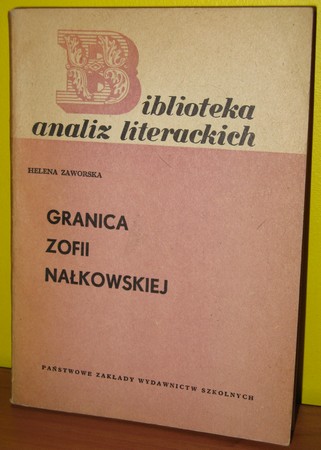 Biblioteka
analiz literackich
HELENA ZAWORSKA
GRANICA
ZOFII
NAŁKOWSKIEJ
PAŃSTWOWE ZAKŁADY WYDAWNICTW SZKOLNYCH